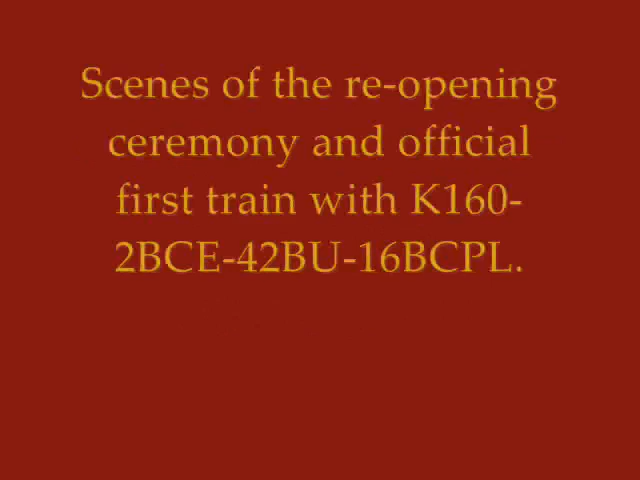 Scenes of the re-opening
ceremony and official
first train with K160-
2BCE-42BU-16BCPL.